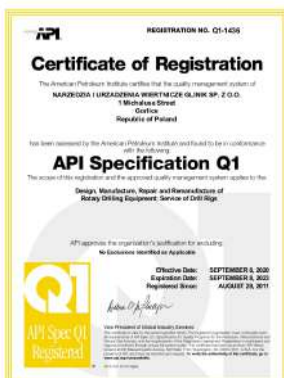 API
REGISTRATION NO. Q1-1436
Certificate of Registration
The American Petroleum Institute certifies that the quality management system of
NARZEDZIA I URZADZENIA WIERTNICZE GLINIK SP. Z O.O.
1 Michalusa Street
Gorlice
Republic of Poland
has been assessed by the American Petroleum Institute and found to be in conformance
with the following:
API Specification Q1
The scope of this registration and the approved quality management system applies to the
Design, Manufacture, Repair and Remanufacture of
Rotary Drilling Equipment; Service of Drill Rigs
API approves the organization's justification for excluding:
No Exclusions Identified as Applicable
Effective Date: SEPTEMBER 8, 2020
Expiration Date: SEPTEMBER 8, 2023
Registered Since: AUGUST 29, 2011
Q1
API Spec Q1
Registered
Vice President of Global Industry Services